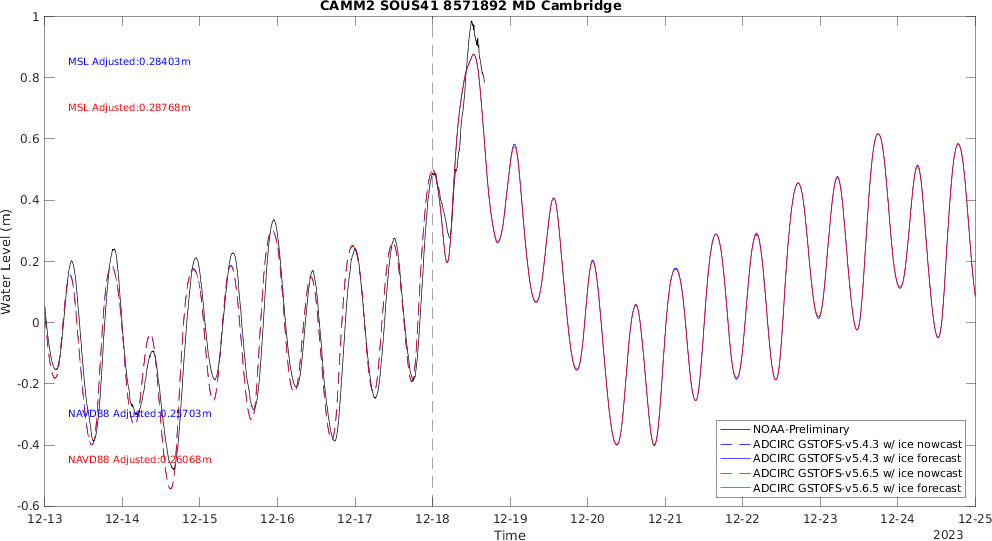 CAMM2 SOUS41 8571892 MD Cambridge
MSL Adjusted:0.28403m
MSL Adjusted:0.28768m
NAVD88 Adjusted:0.25703m
NAVD88 Adjusted:0.26068m
Water Level (m)
1
0.8
0.6
0.4
0.2
0
-0.2
-0.4
-0.6
NOAA-Preliminary
ADCIRC GSTOFS-v5.4.3 w/ ice nowcast
ADCIRC GSTOFS-v5.4.3 w/ ice forecast
ADCIRC GSTOFS-v5.6.5 w/ ice nowcast
ADCIRC GSTOFS-v5.6.5 w/ ice forecast
12-13 12-14 12-15 12-16 12-17 12-18 12-19 12-20 12-21 12-22 12-23 12-24 12-25
Time
2023